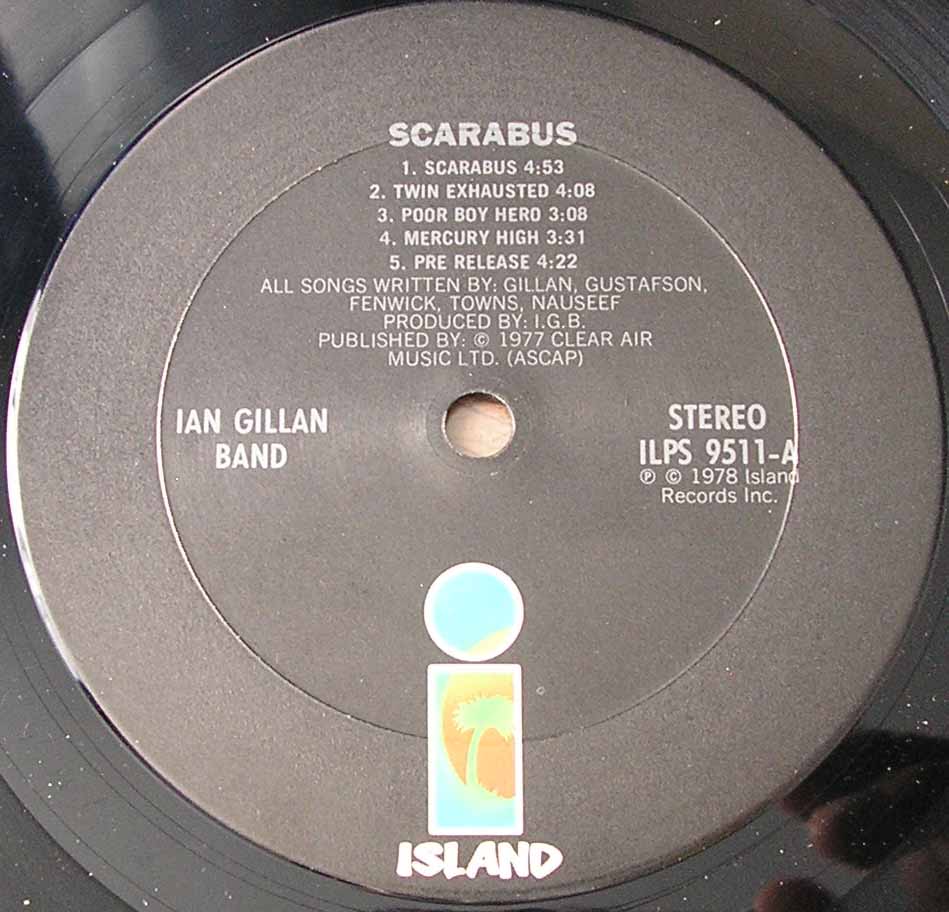 SCARABUS
1. SCARABUS 4:53
2. TWIN EXHAUSTED 4:08
3. POOR BOY HERO 3:08
4. MERCURY HIGH 3:31
5. PRE RELEASE 4:22
ALL SONGS WRITTEN BY: GILLAN, GUSTAFSON,
FENWICK, TOWNS, NAUSEEF
PRODUCED BY: I.G.B.
PUBLISHED BY: © 1977 CLEAR AIR
MUSIC LTD. (ASCAP)
IAN GILLAN
BAND
STEREO
ILPS 9511-A
℗ © 1978 Island
Records Inc.
ISLAND